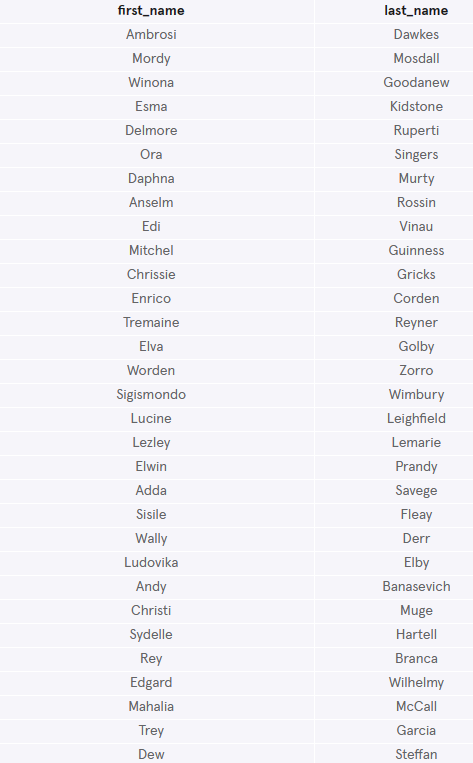 first_name last_name
Ambrosi Dawkes
Mordy Mosdall
Winona Goodanew
Esma Kidstone
Delmore Ruperti
Ora Singers
Daphna Murty
Anselm Rossin
Edi Vinau
Mitchel Guinness
Chrissie Gricks
Enrico Corden
Tremaine Reyner
Elva Golby
Worden Zorro
Sigismondo Wimbury
Lucine Leighfield
Lezley Lemarie
Elwin Prandy
Adda Savege
Sisile Fleay
Wally Derr
Ludovika Elby
Andy Banasevich
Christi Muge
Sydelle Hartell
Rey Branca
Edgard Wilhelmy
Mahalia McCall
Trey Garcia
Dew Steffan